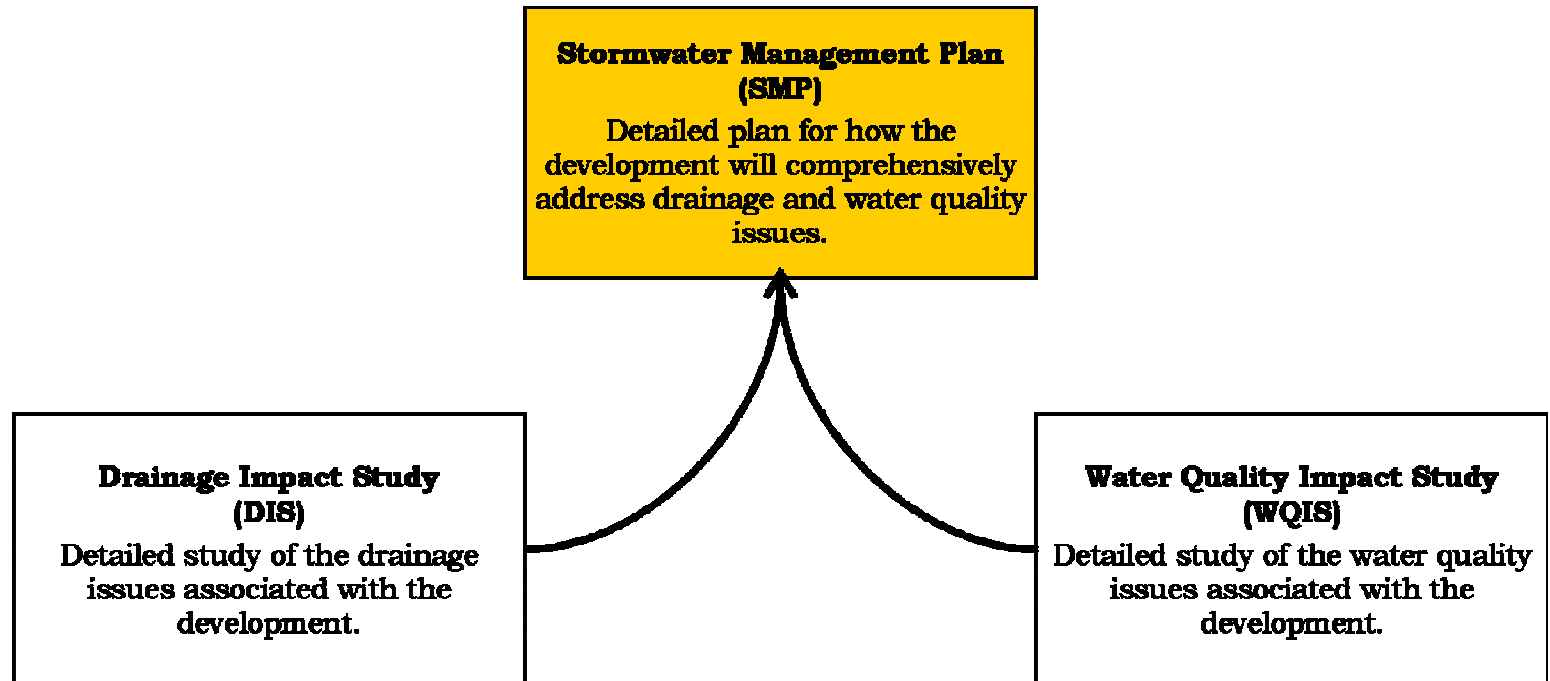 Stormwater Management Plan
(SMP)
Detailed plan for how the
development will comprehensively
address drainage and water quality
issues.
Drainage Impact Study
(DIS)
Detailed study of the drainage
issues associated with the
development.
Water Quality Impact Study
(WQIS)
Detailed study of the water quality
issues associated with the
development.